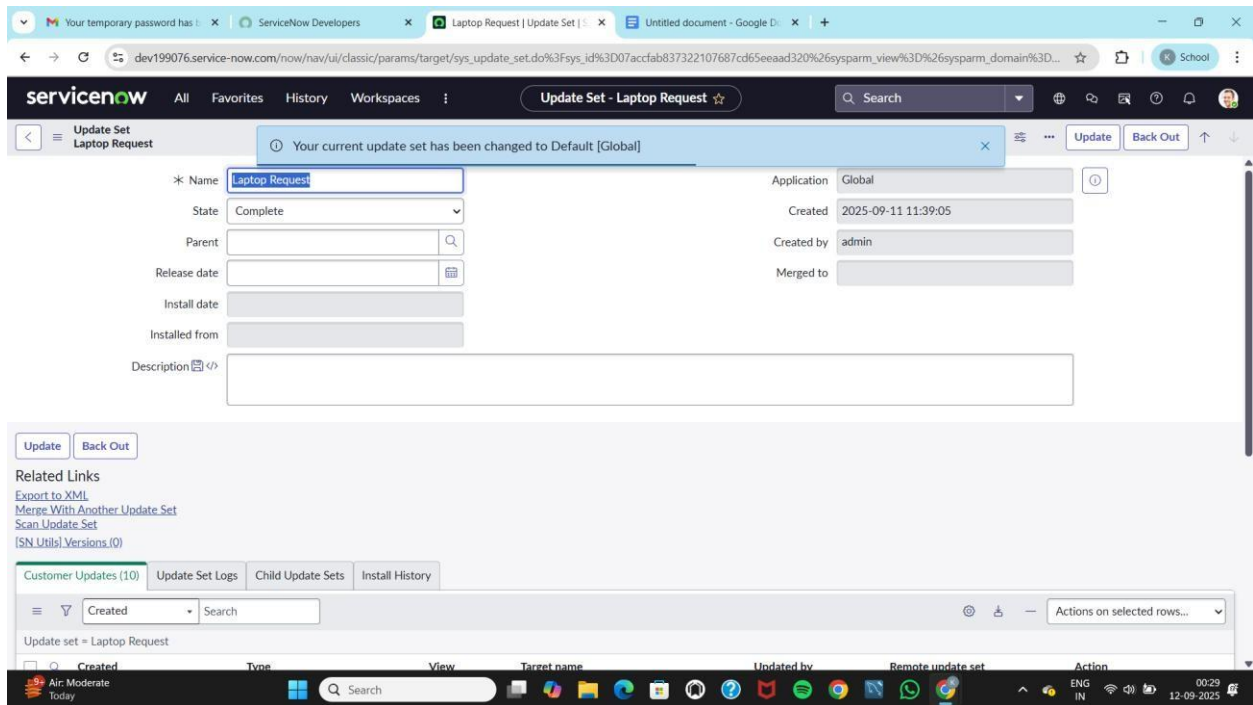 Your temporary password has b
ServiceNow Developers
Laptop Request | Update Set | S
Untitled document - Google D
dev199076.service-now.com/now/nav/ui/classic/params/target/sys_update_set.do%3Fsys_id%3D07accfab837322107687cd65eeaad320%26sysparm_view%3D%26sysparm_domain%3D...
K School
servicenow All Favorites History Workspaces Update Set - Laptop Request Search
Update Set
Laptop Request
Your current update set has been changed to Default [Global]
Update Back Out
Name Laptop Request Application Global
State Complete Created 2025-09-11 11:39:05
Parent Created by admin
Release date Merged to
Install date
Installed from
Description
Update Back Out
Related Links
Export to XML
Merge With Another Update Set
Scan Update Set
[SN Utils] Versions (0)
Customer Updates (10) Update Set Logs Child Update Sets Install History
Created Search Actions on selected rows...
Update set = Laptop Request
Created Type View Target name Updated by Remote update set Action
9+ Air: Moderate
Today
Search
ENG
IN
00:29
12-09-2025